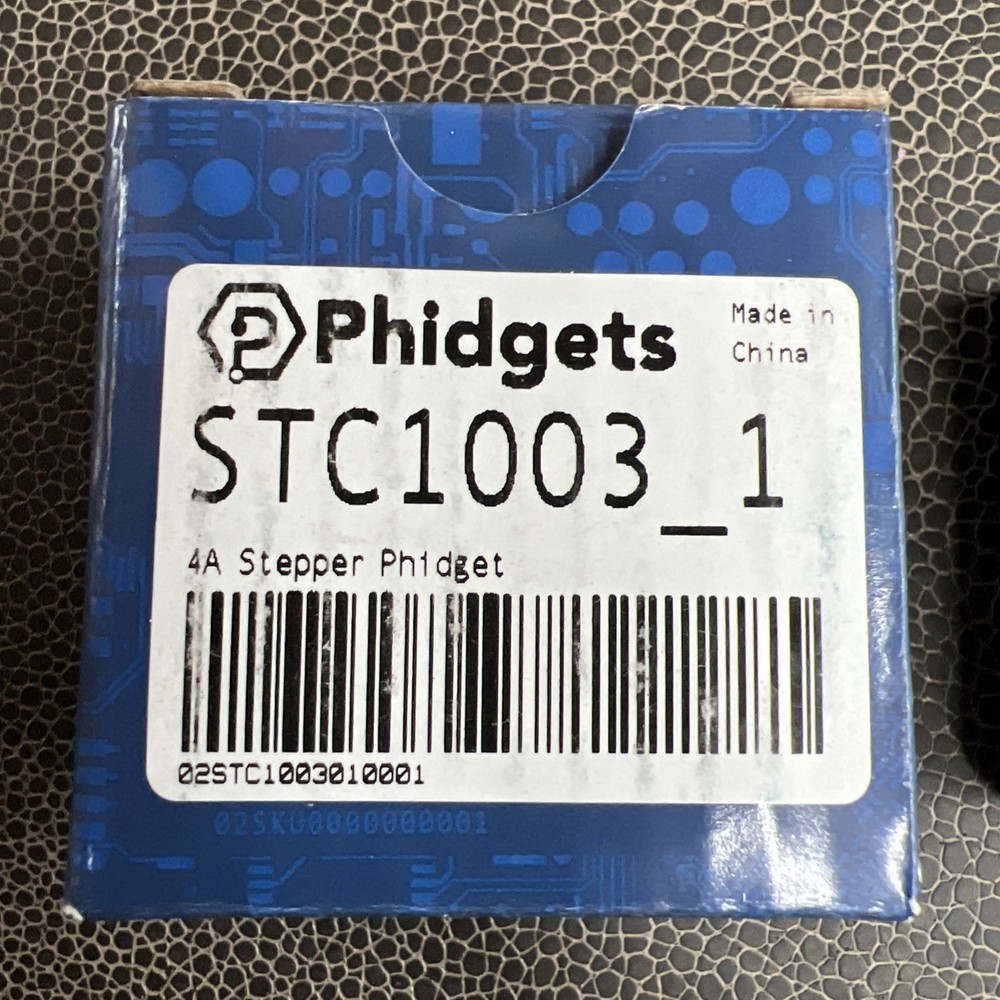 Phidgets
Made in
China
STC1003_1
4A Stepper Phidget
02STC1003010001
02SKU0000000001